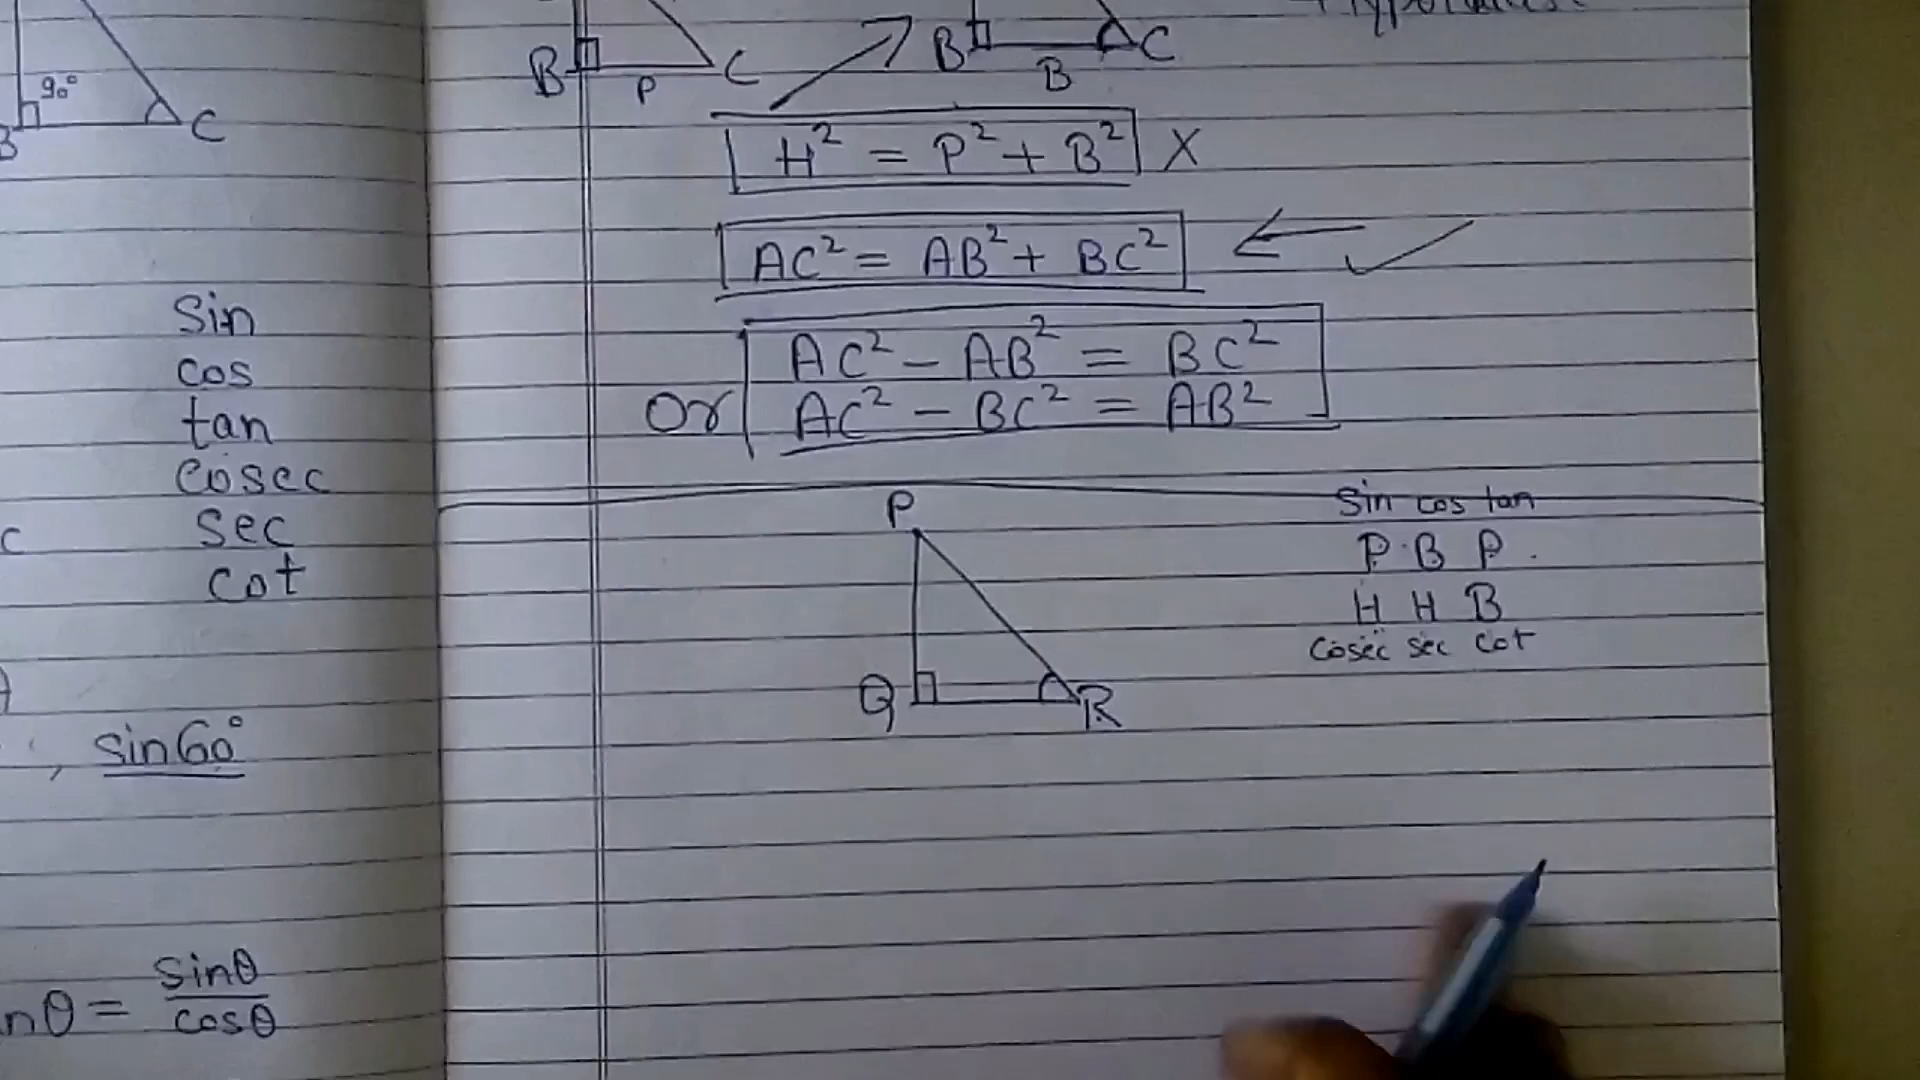 90°
B
C
Sin
cos
tan
cosec
sec
cot
c
, sin60°
sinθ
nθ = 
cosθ
B P C
B B C
H² = P² + B² X
AC² = AB² + BC²
AC² - AB² = BC²
Or AC² - BC² = AB²
P
Q R
Sin cos tan
P B P
H H B
Cosec sec cot